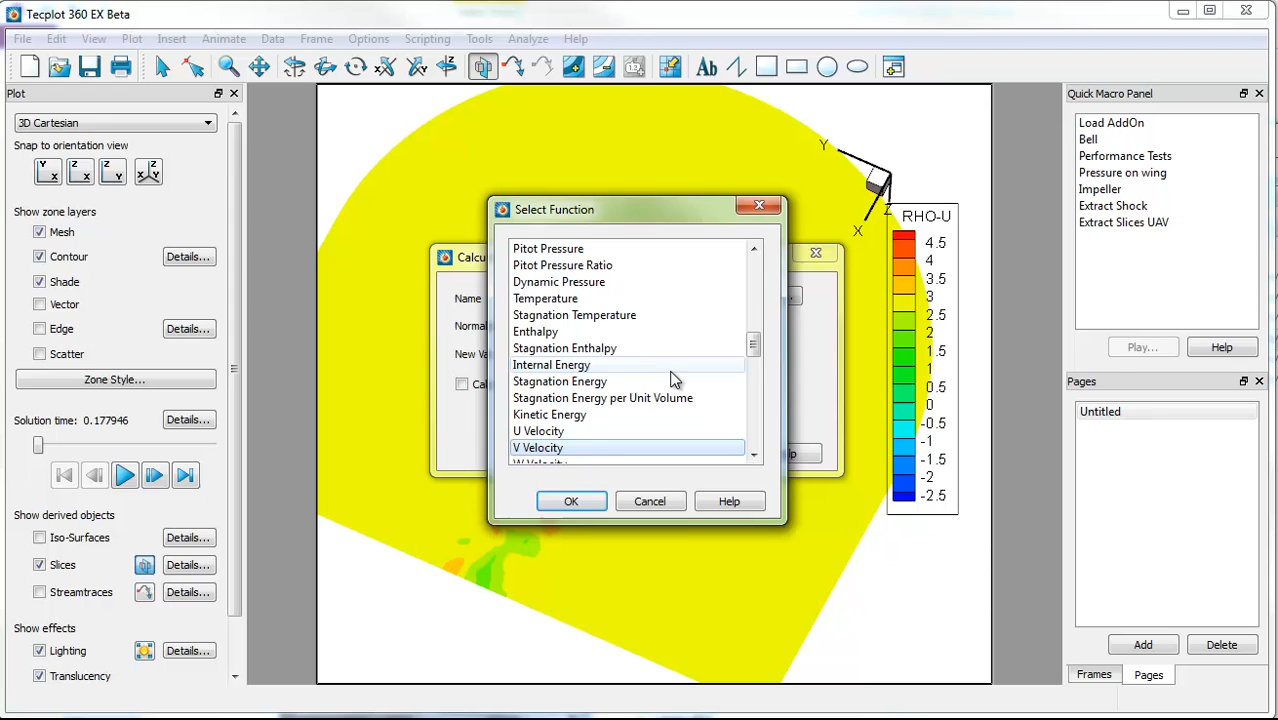 Tecplot 360 EX Beta
File Edit View Plot Insert Animate Data Frame Options Scripting Tools Analyze Help
Plot
3D Cartesian
Snap to orientation view
Show zone layers
Mesh
Contour Details...
Shade
Vector
Edge Details...
Scatter
Zone Style...
Solution time: 0.177946 Details...
Show derived objects
Iso-Surfaces Details...
Slices Details...
Streamtraces Details...
Show effects
Lighting Details...
Translucency
Y
X
Z
RHO-U
4.5
4
3.5
3
2.5
2
1.5
1
0.5
0
-0.5
-1
-1.5
-2
-2.5
Calcu
Name
Normal
New Va
Cal
lp
Select Function
Pitot Pressure
Pitot Pressure Ratio
Dynamic Pressure
Temperature
Stagnation Temperature
Enthalpy
Stagnation Enthalpy
Internal Energy
Stagnation Energy
Stagnation Energy per Unit Volume
Kinetic Energy
U Velocity
V Velocity
W Velocity
OK Cancel Help
Quick Macro Panel
Load AddOn
Bell
Performance Tests
Pressure on wing
Impeller
Extract Shock
Extract Slices UAV
Play... Help
Pages
Untitled
Add Delete
Frames Pages